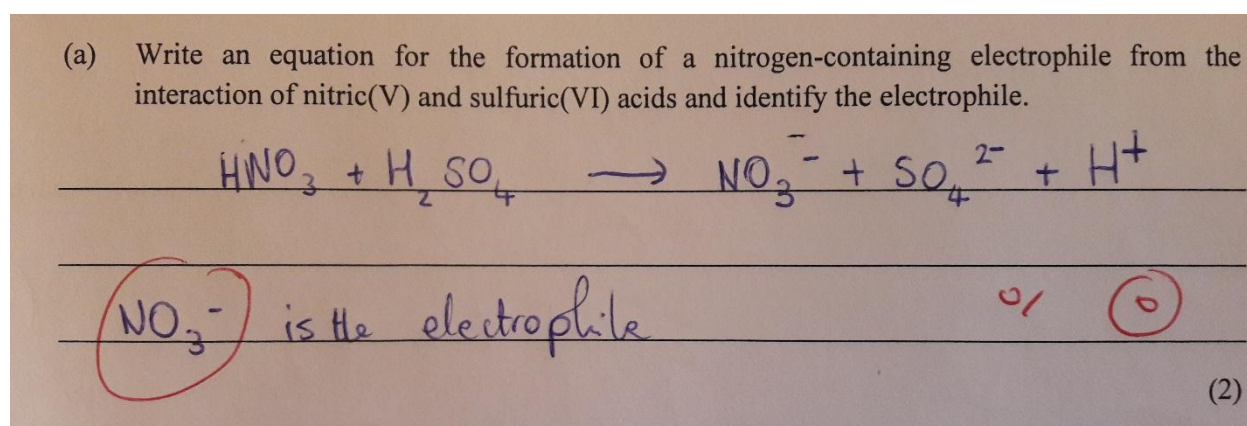 (a) Write an equation for the formation of a nitrogen-containing electrophile from the
interaction of nitric(V) and sulfuric(VI) acids and identify the electrophile.
HNO₃ + H₂SO₄ → NO₃⁻ + SO₄²⁻ + H⁺
NO₃⁻ is the electrophile 0
(2)